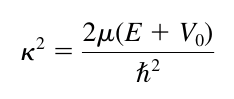 κ² = 2μ(E + V₀) / ℏ²